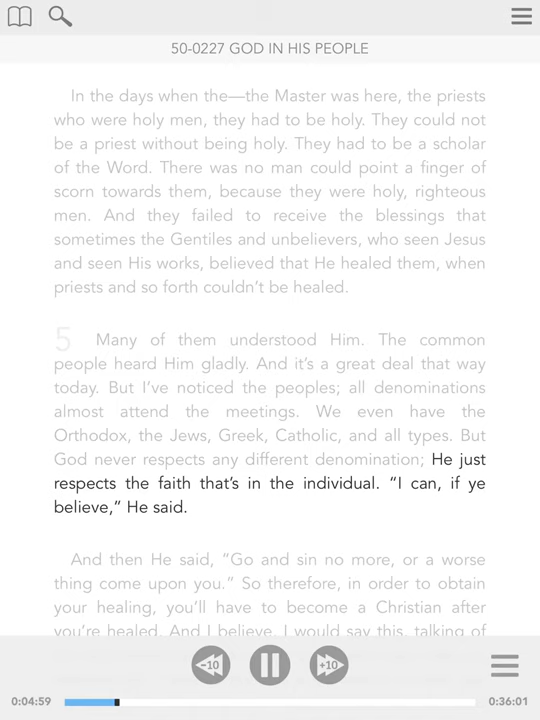 50-0227 GOD IN HIS PEOPLE
In the days when the—the Master was here, the priests
who were holy men, they had to be holy. They could not
be a priest without being holy. They had to be a scholar
of the Word. There was no man could point a finger of
scorn towards them, because they were holy, righteous
men. And they failed to receive the blessings that
sometimes the Gentiles and unbelievers, who seen Jesus
and seen His works, believed that He healed them, when
priests and so forth couldn't be healed.
5 Many of them understood Him. The common
people heard Him gladly. And it's a great deal that way
today. But I've noticed the peoples; all denominations
almost attend the meetings. We even have the
Orthodox, the Jews, Greek, Catholic, and all types. But
God never respects any different denomination; He just
respects the faith that's in the individual. "I can, if ye
believe," He said.
And then He said, "Go and sin no more, or a worse
thing come upon you." So therefore, in order to obtain
your healing, you'll have to become a Christian after
you're healed. And I believe, I would say this, talking of
-10
+10
0:04:59
0:36:01